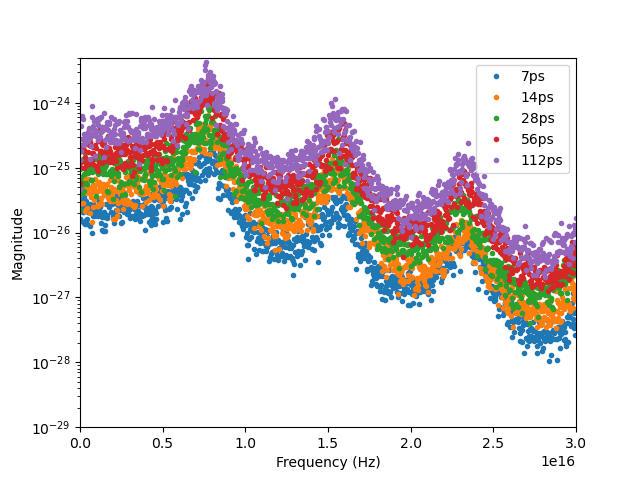 10⁻²⁴
10⁻²⁵
10⁻²⁶
10⁻²⁷
10⁻²⁸
10⁻²⁹
Magnitude
7ps
14ps
28ps
56ps
112ps
0.0 0.5 1.0 1.5 2.0 2.5 3.0
Frequency (Hz) 1e16